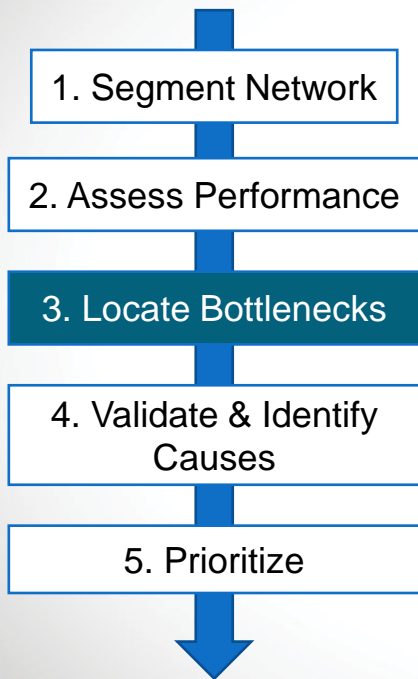 1. Segment Network
2. Assess Performance
3. Locate Bottlenecks
4. Validate & Identify
Causes
5. Prioritize